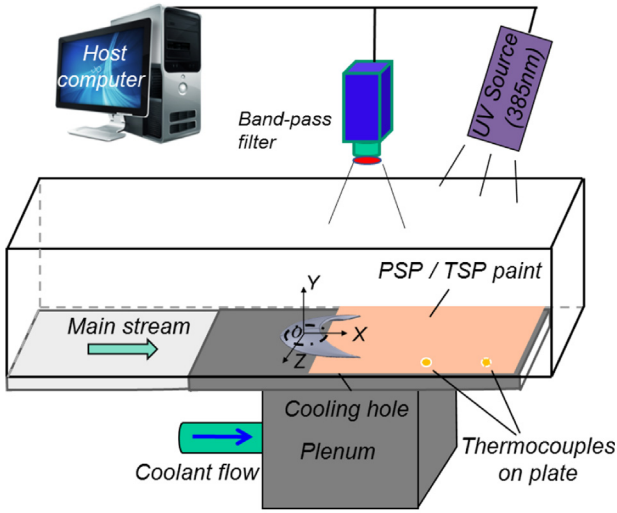 Host
computer
Band-pass
filter
UV Source
(385nm)
PSP / TSP paint
Y
X
Z
Main stream
Cooling hole
Plenum
Coolant flow
Thermocouples
on plate